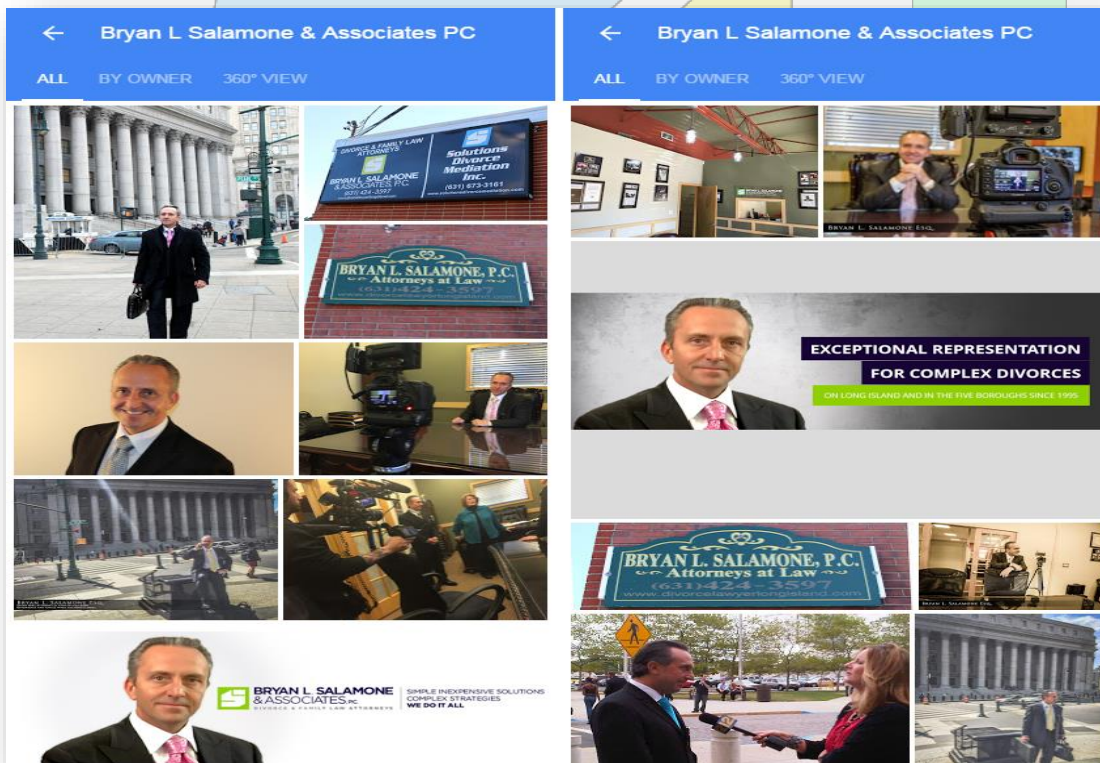 Bryan L Salamone & Associates PC
ALL BY OWNER 360° VIEW
DIVORCE & FAMILY LAW
ATTORNEYS
BRYAN L. SALAMONE
& ASSOCIATES, P.C.
(631) 424-3597
Solutions
Divorce
Mediation
Inc.
(631) 673-3161
BRYAN L. SALAMONE, P.C.
Attorneys at Law
(631)424-3597
www.divorcelawyerlongisland.com
BRYAN L. SALAMONE ESQ.
BRYAN L. SALAMONE
& ASSOCIATES, P.C.
DIVORCE & FAMILY LAW ATTORNEYS
SIMPLE INEXPENSIVE SOLUTIONS
COMPLEX STRATEGIES
WE DO IT ALL
Bryan L Salamone & Associates PC
ALL BY OWNER 360° VIEW
BRYAN L. SALAMONE ESQ.
EXCEPTIONAL REPRESENTATION
FOR COMPLEX DIVORCES
ON LONG ISLAND AND IN THE FIVE BOROUGHS SINCE 1995
BRYAN L. SALAMONE, P.C.
Attorneys at Law
(631)424-3597
www.divorcelawyerlongisland.com
BRYAN L. SALAMONE ESQ.